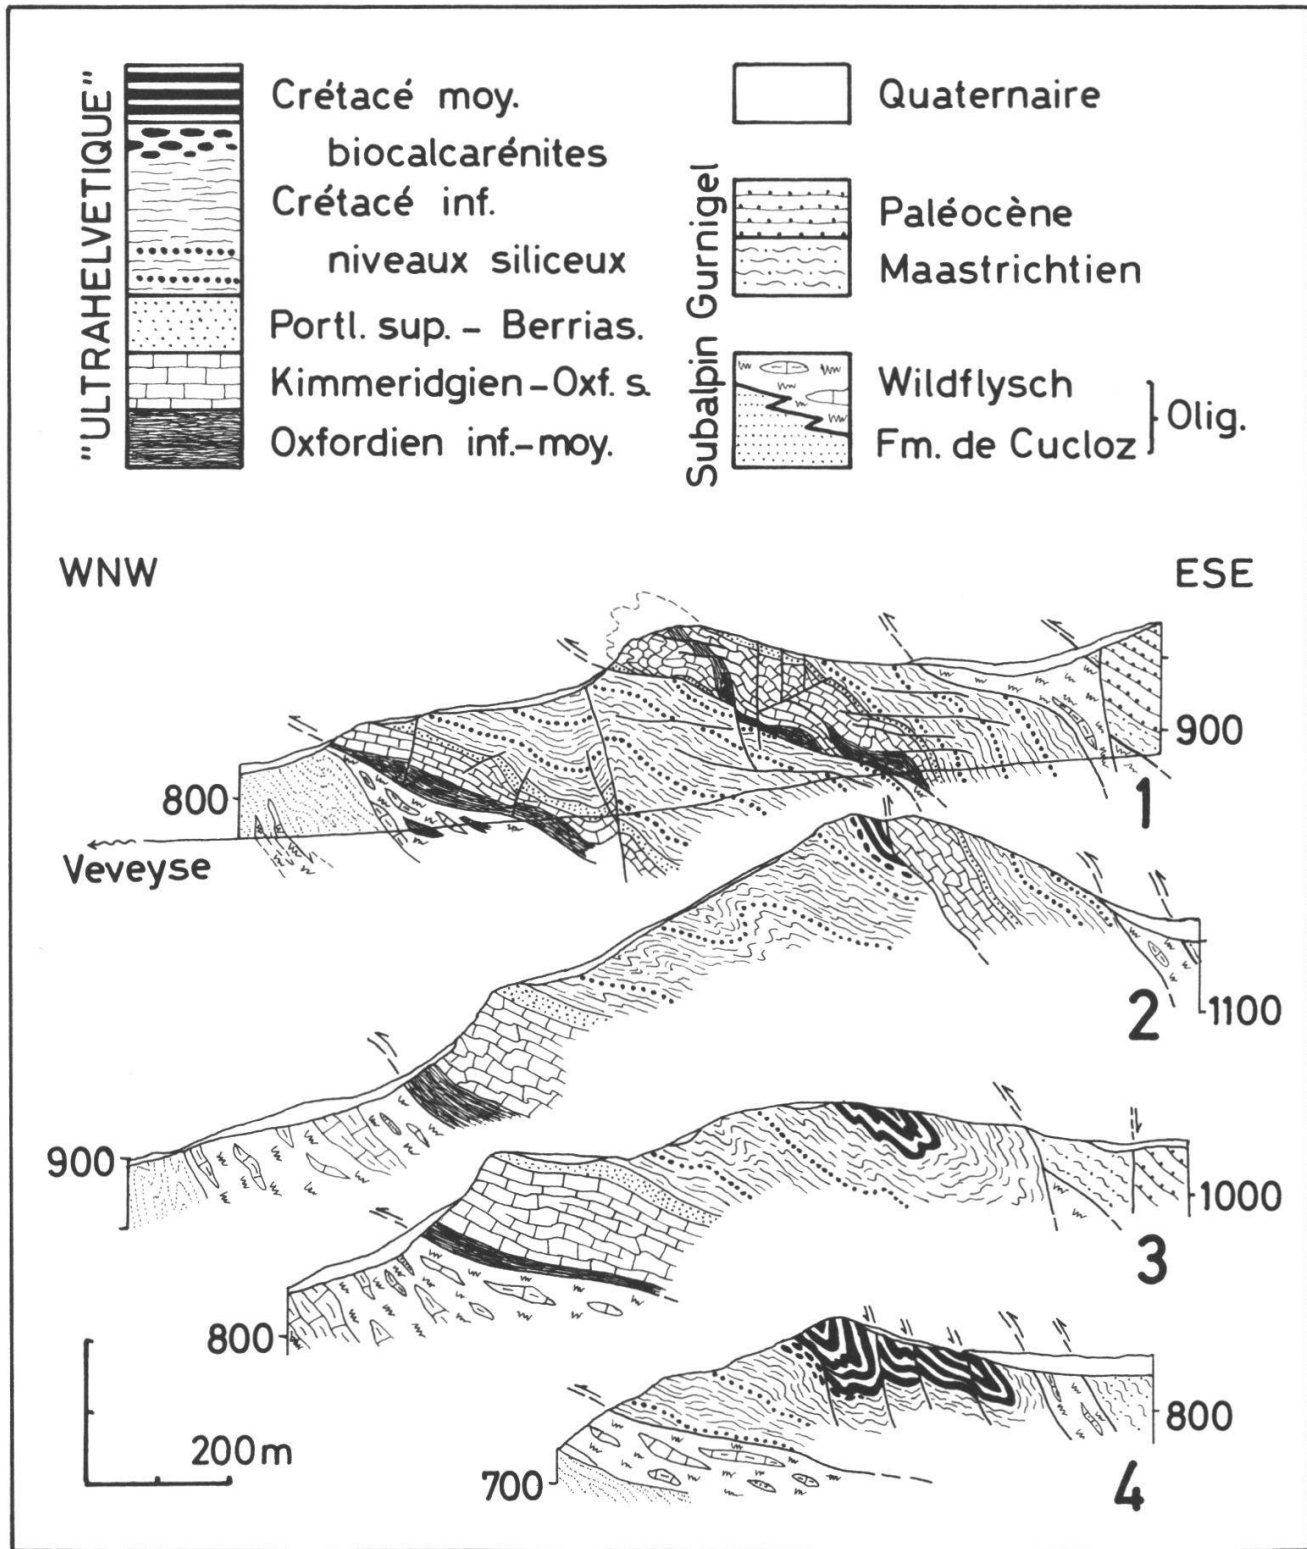 "ULTRAHELVETIQUE"
Crétacé moy.
biocalcarénites
Crétacé inf.
niveaux siliceux
Portl. sup. - Berrias.
Kimmeridgien-Oxf. s.
Oxfordien inf.-moy.
Quaternaire
Subalpin Gurnigel
Paléocène
Maastrichtien
Wildflysch
Fm. de Cucloz
Olig.
WNW
ESE
900
800
1
Veveyse
2
1100
900
1000
3
800
800
200m
700
4